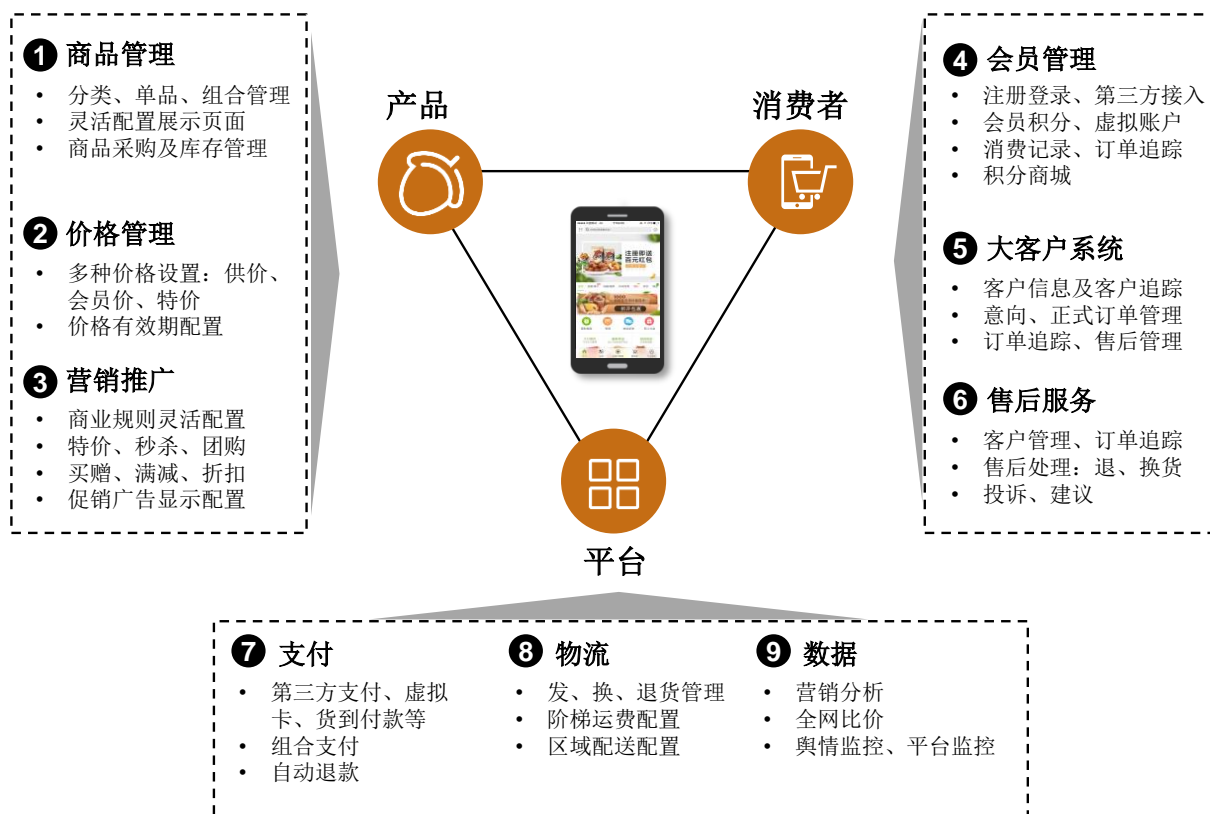 1 商品管理
• 分类、单品、组合管理
• 灵活配置展示页面
• 商品采购及库存管理
2 价格管理
• 多种价格设置：供价、
会员价、特价
• 价格有效期配置
3 营销推广
• 商业规则灵活配置
• 特价、秒杀、团购
• 买赠、满减、折扣
• 促销广告显示配置
产品
消费者
注册即送
百元红包
平台
4 会员管理
• 注册登录、第三方接入
• 会员积分、虚拟账户
• 消费记录、订单追踪
• 积分商城
5 大客户系统
• 客户信息及客户追踪
• 意向、正式订单管理
• 订单追踪、售后管理
6 售后服务
• 客户管理、订单追踪
• 售后处理：退、换货
• 投诉、建议
7 支付
• 第三方支付、虚拟
卡、货到付款等
• 组合支付
• 自动退款
8 物流
• 发、换、退货管理
• 阶梯运费配置
• 区域配送配置
9 数据
• 营销分析
• 全网比价
• 舆情监控、平台监控